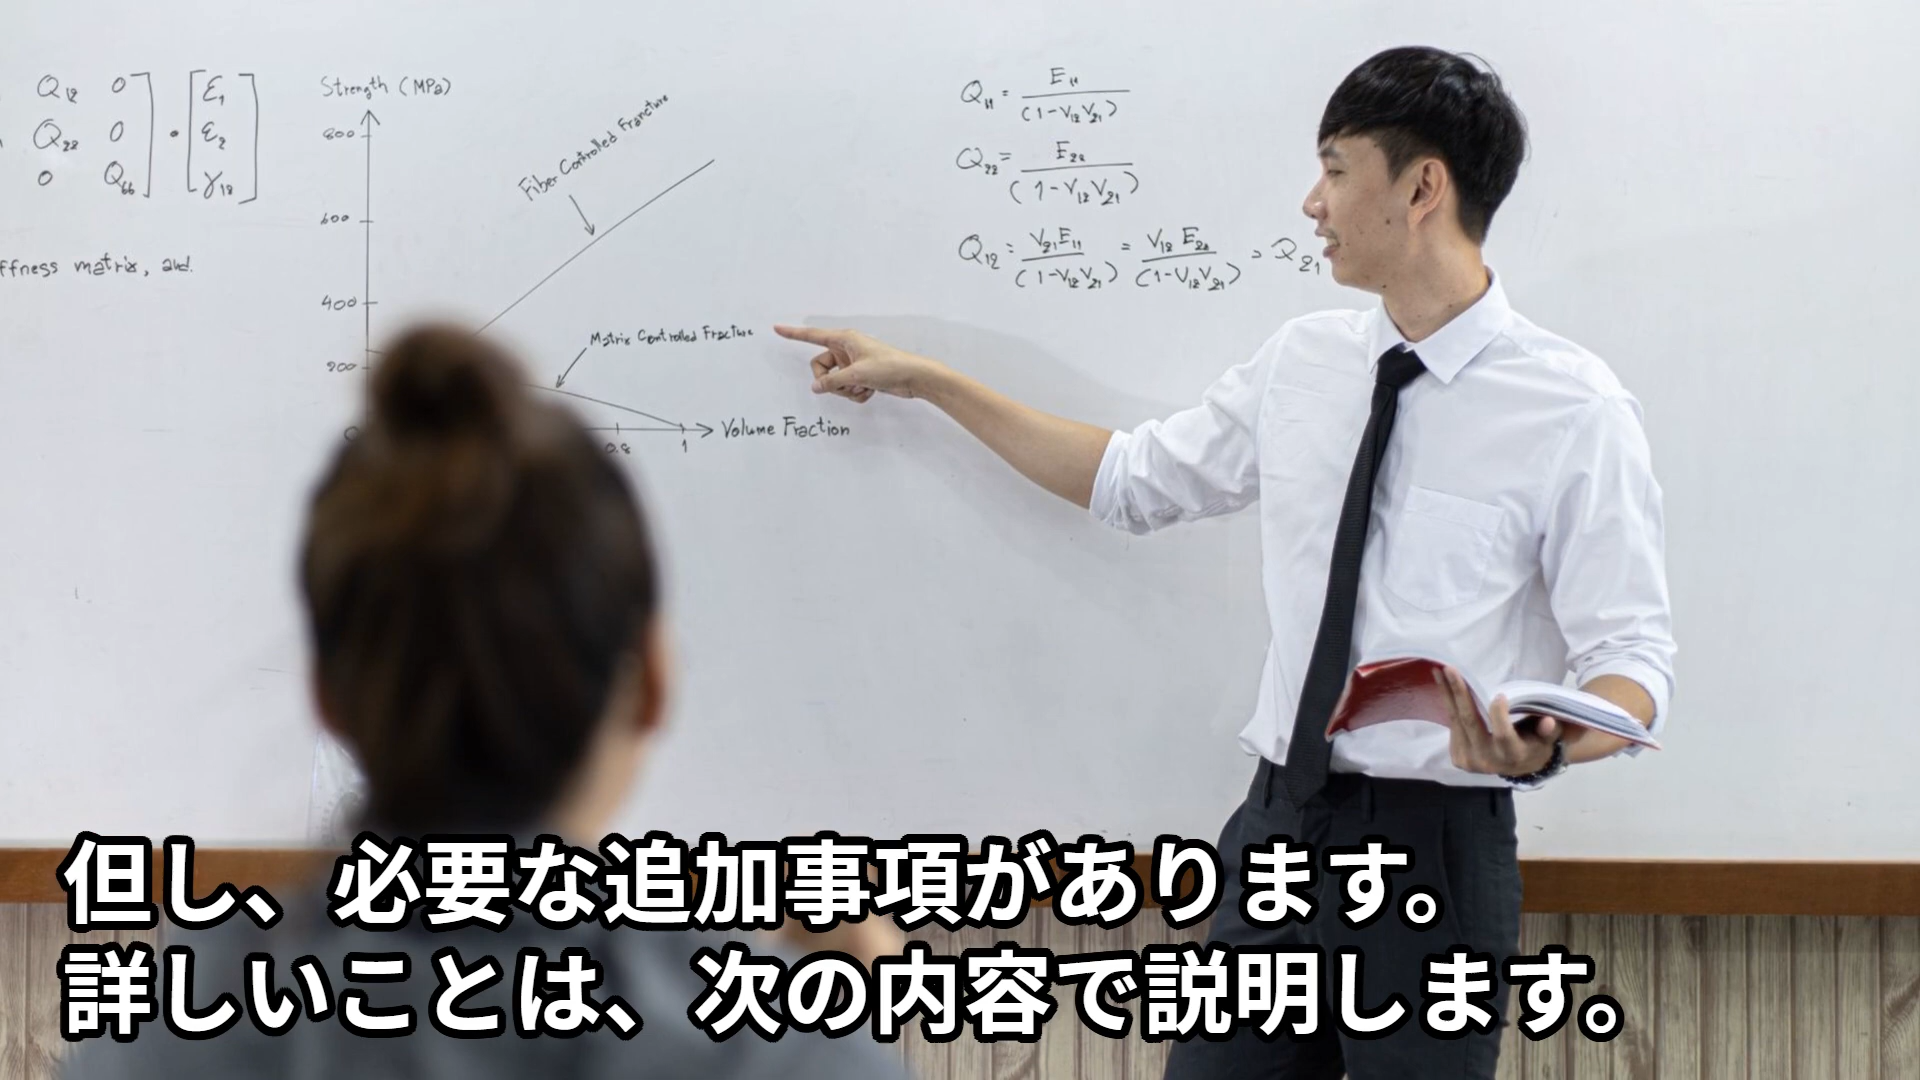 Q12 0
Q22 0
0 Q66
ε1
ε2
γ12
ffness matrix, and.
Strength (MPa)
800
600
400
200
0.8 1
Volume Fraction
Fiber Controlled Fracture
Matrix Controlled Fracture
Q11 = E11 / (1-V12V21)
Q22 = E22 / (1-V12V21)
Q12 = V21E11 / (1-V12V21) = V12E22 / (1-V12V21) = Q21
但し、必要な追加事項があります。
詳しいことは、次の内容で説明します。